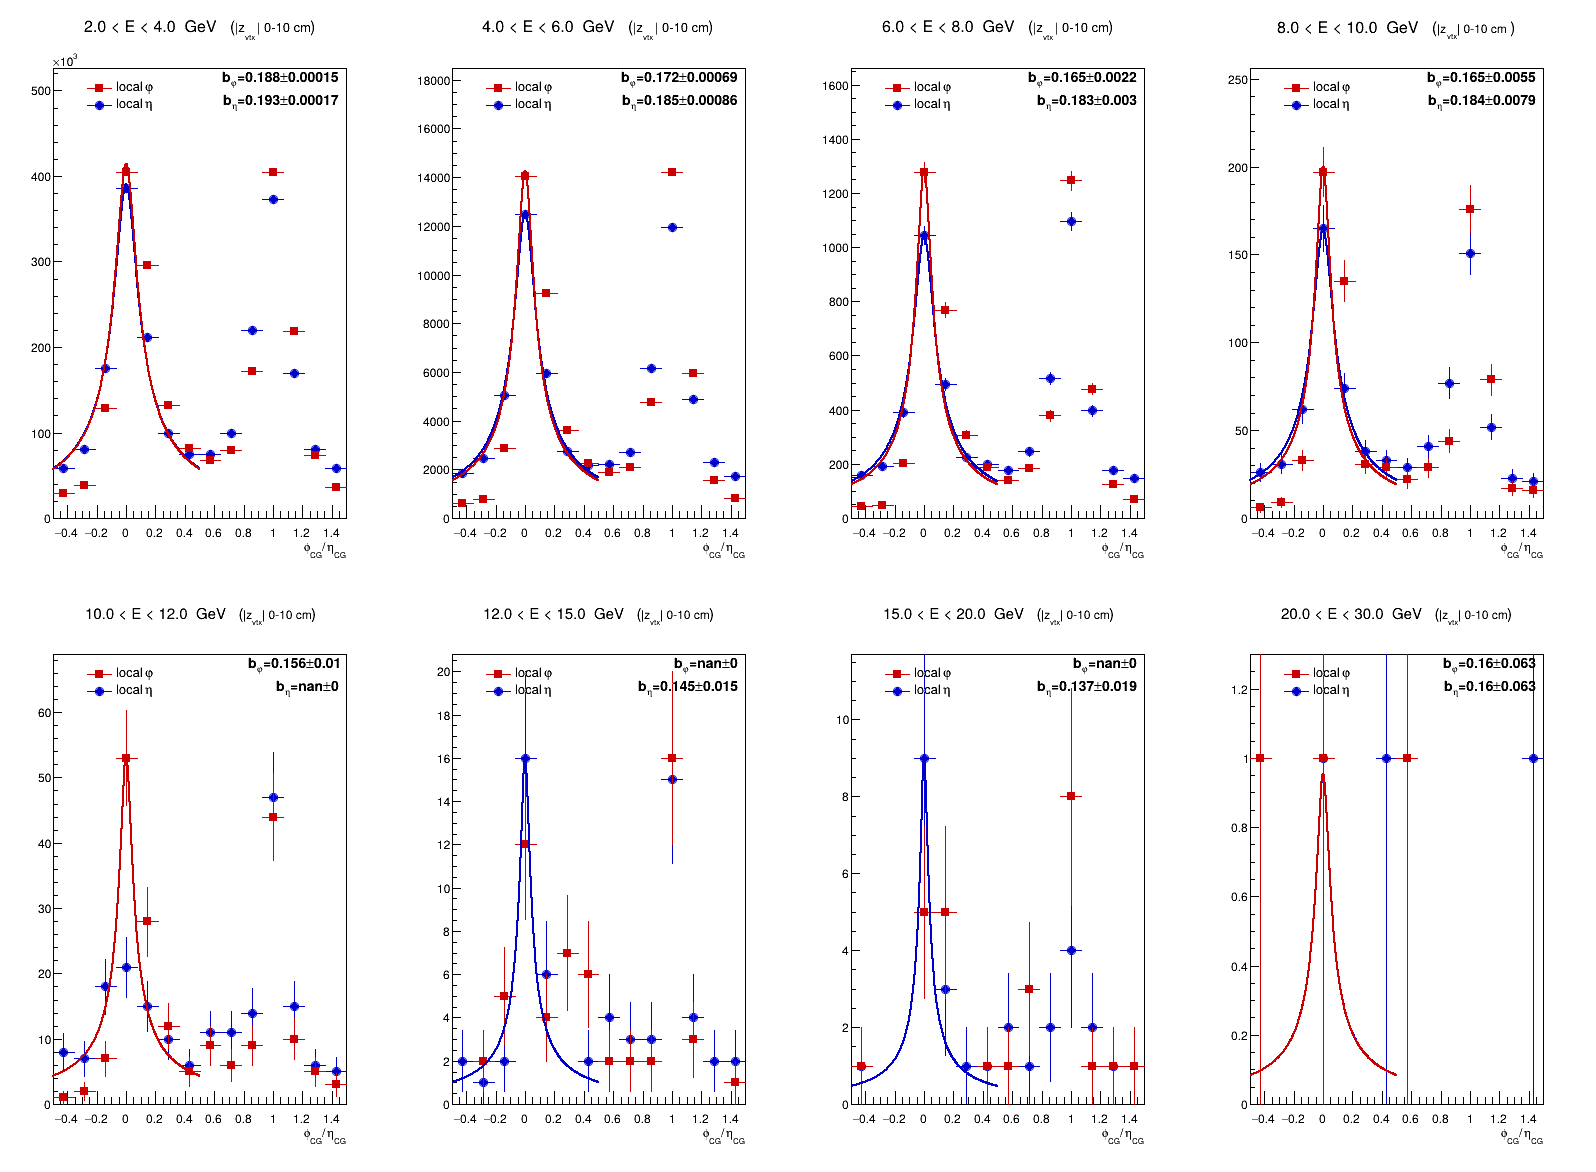 2.0 < E < 4.0 GeV (|z_vtx| 0-10 cm)
×10³
local φ
local η
b_φ=0.188±0.00015
b_η=0.193±0.00017
500
400
300
200
100
0
−0.4 −0.2 0 0.2 0.4 0.6 0.8 1 1.2 1.4
ϕ_CG/η_CG
4.0 < E < 6.0 GeV (|z_vtx| 0-10 cm)
local φ
local η
b_φ=0.172±0.00069
b_η=0.185±0.00086
18000
16000
14000
12000
10000
8000
6000
4000
2000
0
−0.4 −0.2 0 0.2 0.4 0.6 0.8 1 1.2 1.4
ϕ_CG/η_CG
6.0 < E < 8.0 GeV (|z_vtx| 0-10 cm)
local φ
local η
b_φ=0.165±0.0022
b_η=0.183±0.003
1600
1400
1200
1000
800
600
400
200
0
−0.4 −0.2 0 0.2 0.4 0.6 0.8 1 1.2 1.4
ϕ_CG/η_CG
8.0 < E < 10.0 GeV (|z_vtx| 0-10 cm )
local φ
local η
b_φ=0.165±0.0055
b_η=0.184±0.0079
250
200
150
100
50
0
−0.4 −0.2 0 0.2 0.4 0.6 0.8 1 1.2 1.4
ϕ_CG/η_CG
10.0 < E < 12.0 GeV (|z_vtx| 0-10 cm)
local φ
local η
b_φ=0.156±0.01
b_η=nan±0
60
50
40
30
20
10
0
−0.4 −0.2 0 0.2 0.4 0.6 0.8 1 1.2 1.4
ϕ_CG/η_CG
12.0 < E < 15.0 GeV (|z_vtx| 0-10 cm)
local φ
local η
b_φ=nan±0
b_η=0.145±0.015
20
18
16
14
12
10
8
6
4
2
0
−0.4 −0.2 0 0.2 0.4 0.6 0.8 1 1.2 1.4
ϕ_CG/η_CG
15.0 < E < 20.0 GeV (|z_vtx| 0-10 cm)
local φ
local η
b_φ=nan±0
b_η=0.137±0.019
10
8
6
4
2
0
−0.4 −0.2 0 0.2 0.4 0.6 0.8 1 1.2 1.4
ϕ_CG/η_CG
20.0 < E < 30.0 GeV (|z_vtx| 0-10 cm)
local φ
local η
b_φ=0.16±0.063
b_η=0.16±0.063
1.2
1
0.8
0.6
0.4
0.2
0
−0.4 −0.2 0 0.2 0.4 0.6 0.8 1 1.2 1.4
ϕ_CG/η_CG